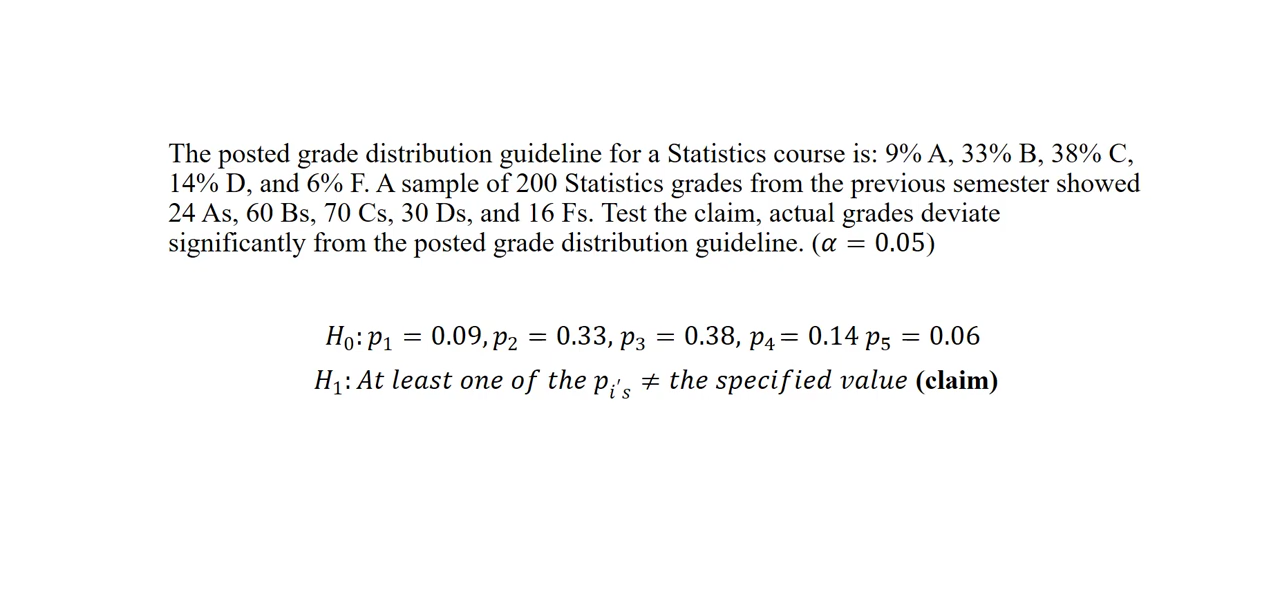 The posted grade distribution guideline for a Statistics course is: 9% A, 33% B, 38% C,
14% D, and 6% F. A sample of 200 Statistics grades from the previous semester showed
24 As, 60 Bs, 70 Cs, 30 Ds, and 16 Fs. Test the claim, actual grades deviate
significantly from the posted grade distribution guideline. (α = 0.05)
H₀: p₁ = 0.09, p₂ = 0.33, p₃ = 0.38, p₄ = 0.14 p₅ = 0.06
H₁: At least one of the pᵢ's ≠ the specified value (claim)